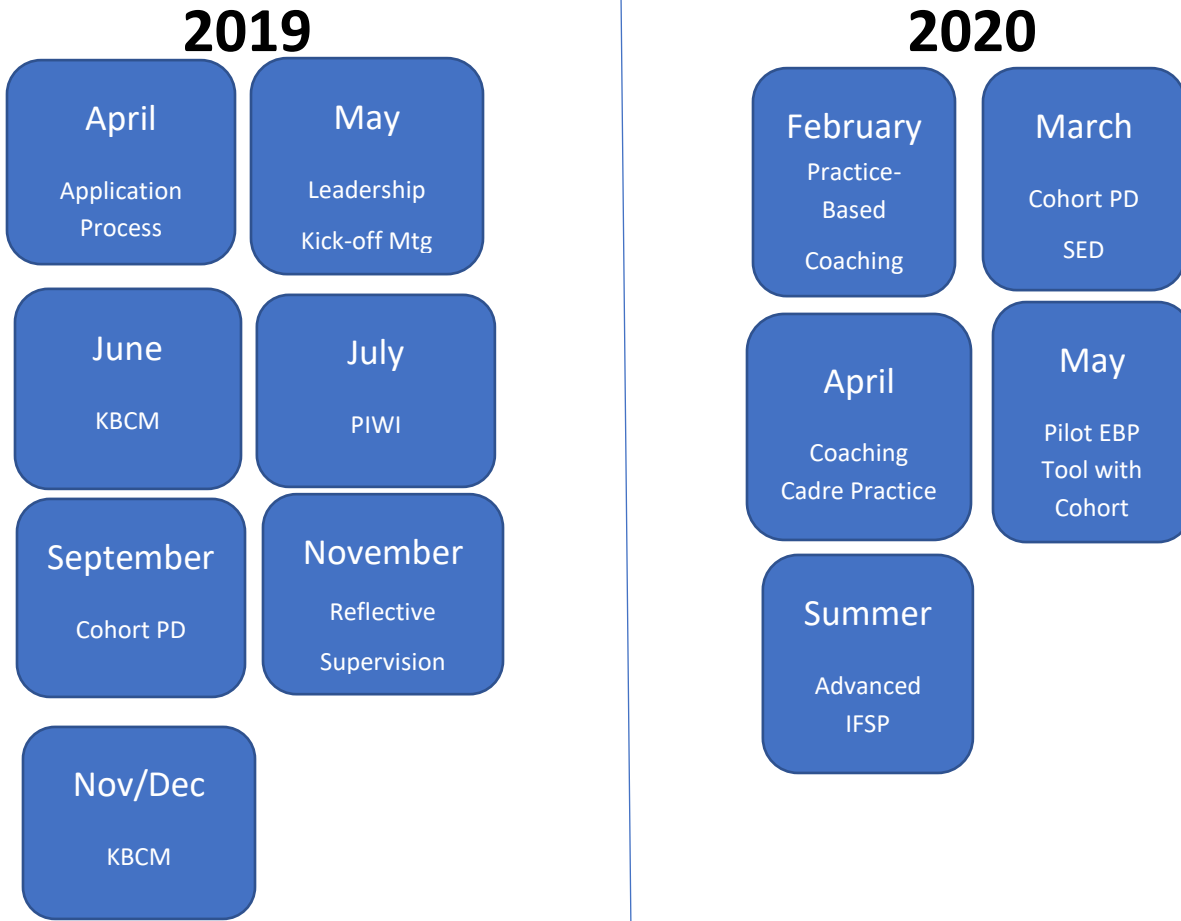 2019
April
Application
Process
May
Leadership
Kick-off Mtg
June
KBCM
July
PIWI
September
Cohort PD
November
Reflective
Supervision
Nov/Dec
KBCM
2020
February
Practice-
Based
Coaching
March
Cohort PD
SED
April
Coaching
Cadre Practice
May
Pilot EBP
Tool with
Cohort
Summer
Advanced
IFSP